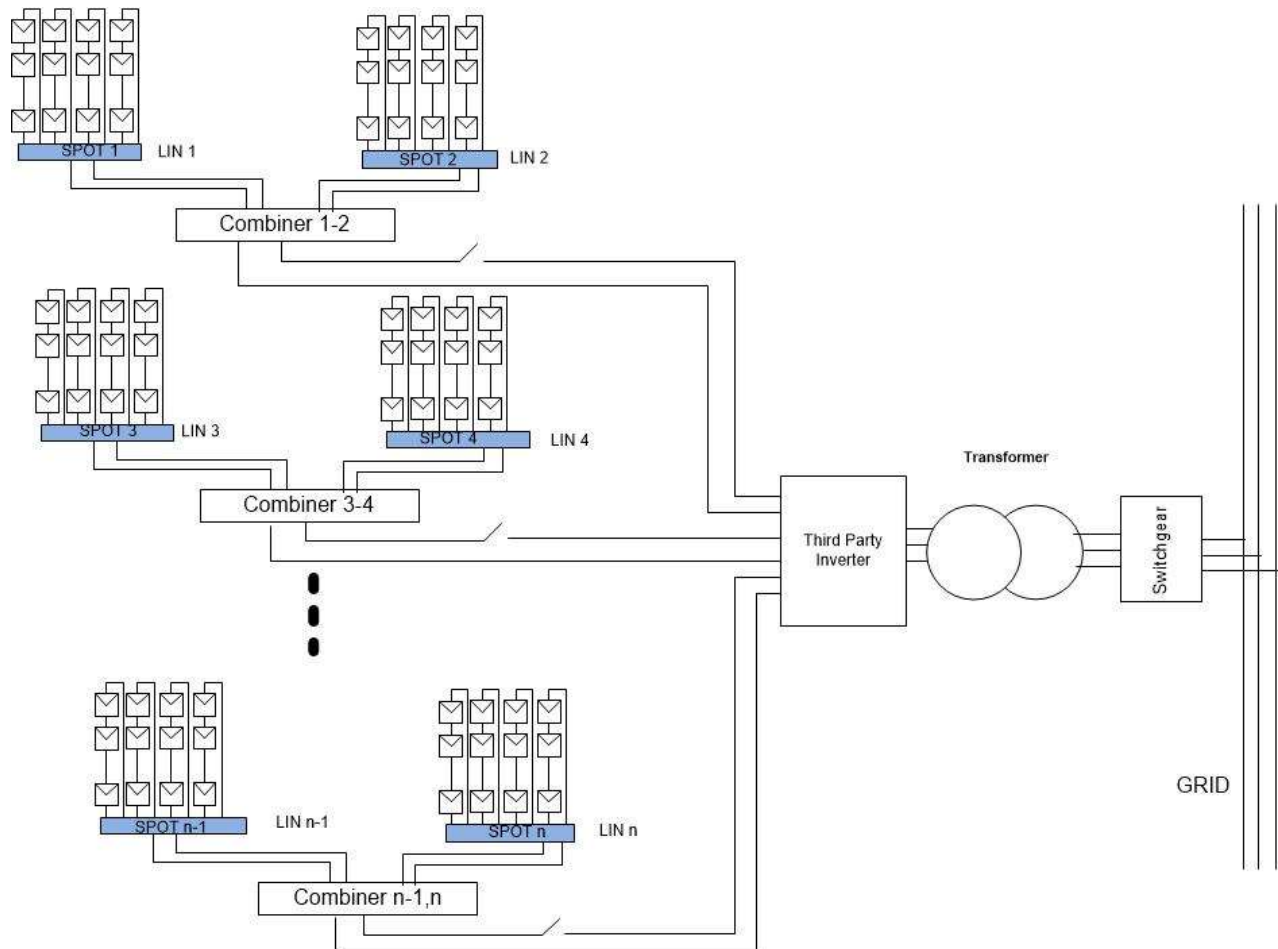 SPOT 1
LIN 1
SPOT 2
LIN 2
Combiner 1-2
SPOT 3
LIN 3
SPOT 4
LIN 4
Combiner 3-4
Transformer
Third Party
Inverter
Switchgear
SPOT n-1
LIN n-1
SPOT n
LIN n
GRID
Combiner n-1,n